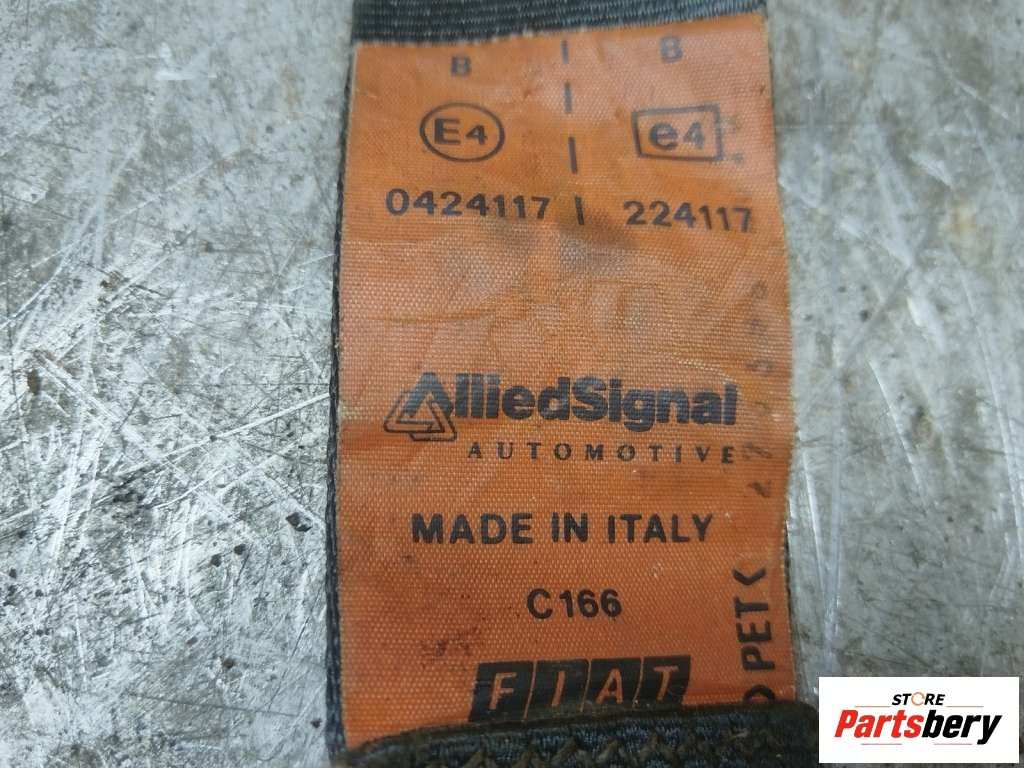 B | B
E4 e4
0424117 | 224117
AlliedSignal
AUTOMOTIVE
MADE IN ITALY
C166
FIAT
PET<
STORE
Partsbery